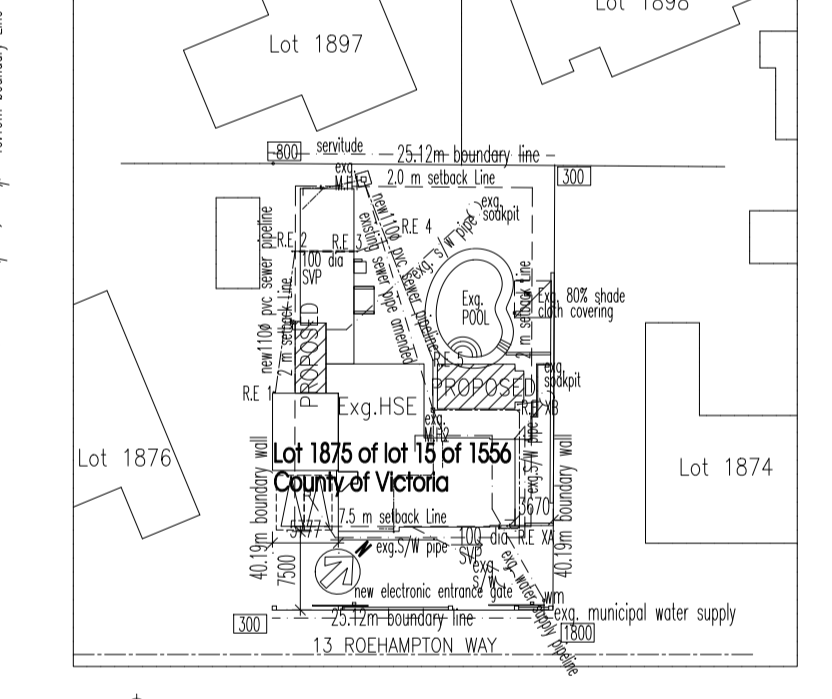 Lot 1897
Lot 1898
800
servitude
25.12m boundary line
300
exg.
2.0 m setback Line
exg.
soakpit
new110ø pvc sewer pipeline
R.E 4
exg. S/W pipe
existing sewer pipe amended
new110ø pvc sewer pipeline
R.E 2
R.E 3
100 dia
SVP
2 m setback Line
Exg.
POOL
2 m setback Line
Exg. 80% shade
cloth covering
PROPOSED
R.E 5
PROPOSED
exg.
soakpit
R.E 1
R.E XB
Exg.HSE
exg.
Lot 1876
Lot 1875 of lot 15 of 1556
County of Victoria
exg.S/W pipe
Lot 1874
40.19m boundary wall
40.19m boundary wall
3670
7.5 m setback Line
5577
100 dia
SVP
R.E XA
N
exg.S/W pipe
exg.
S/W
7500
exg. water supply pipeline
new electronic entrance gate
wm
exg. municipal water supply
300
25.12m boundary line
1800
13 ROEHAMPTON WAY